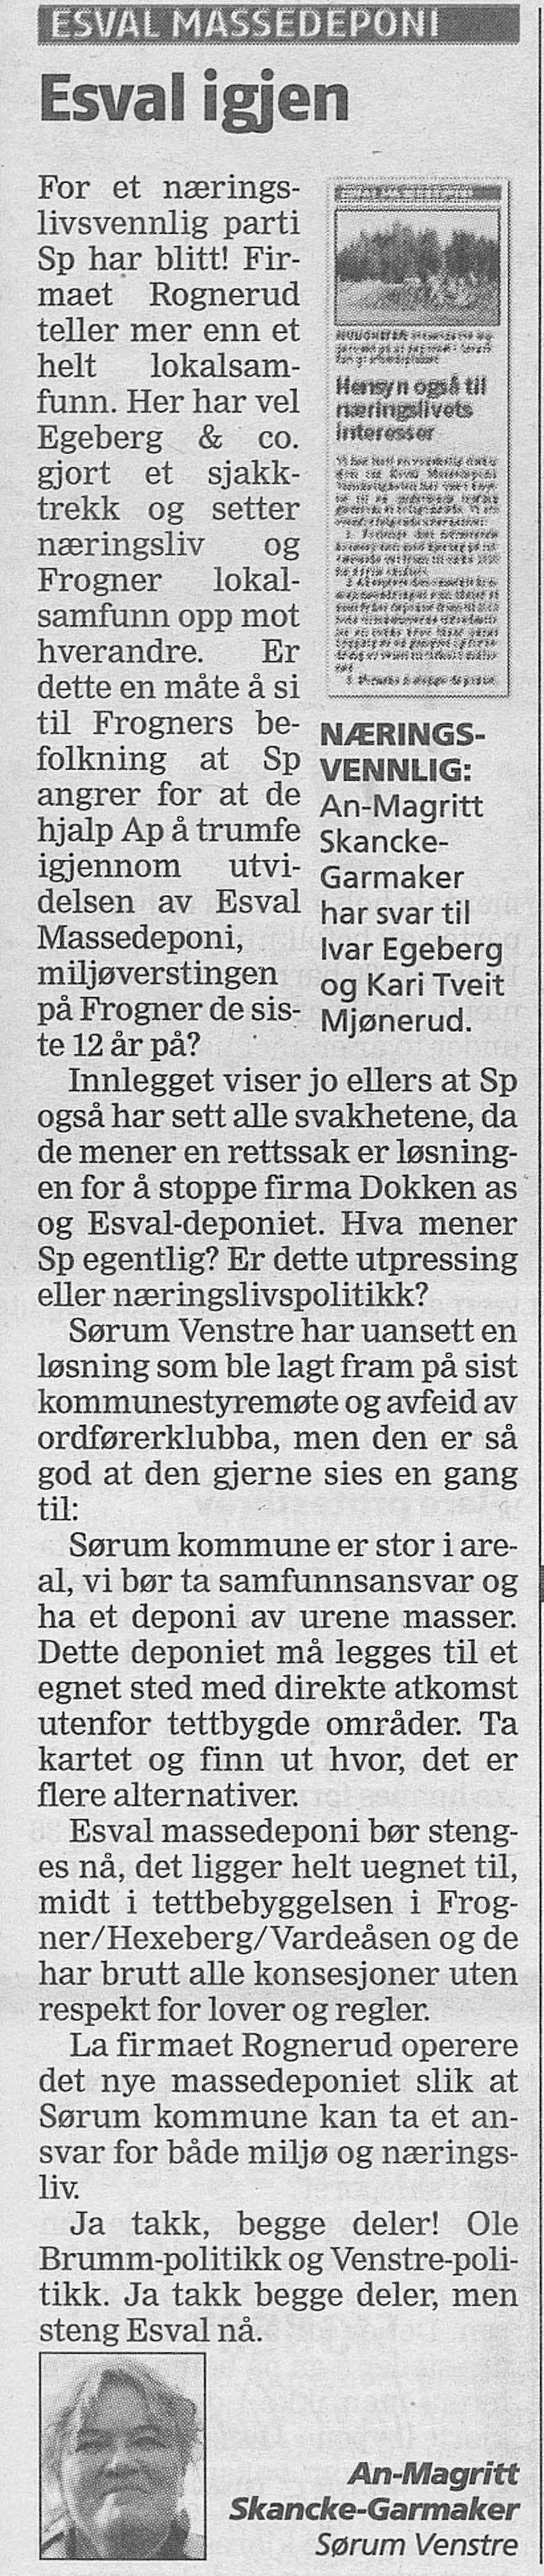 ESVAL MASSEDEPONI
Esval igjen
For et nærings-
livsvennlig parti
Sp har blitt! Fir-
maet Rognerud
teller mer enn et
helt lokalsam-
funn. Her har vel
Egeberg & co.
gjort et sjakk-
trekk og setter
næringsliv og
Frogner lokal-
samfunn opp mot
hverandre. Er
dette en måte å si
til Frogners be-
folkning at Sp
angrer for at de
hjalp Ap å trumfe
igjennom utvi-
delsen av Esval
Massedeponi,
miljøverstingen
på Frogner de sis-
te 12 år på?
Hensyn også til
næringslivets
interesser
NÆRINGS-
VENNLIG:
An-Magritt
Skancke-
Garmaker
har svar til
Ivar Egeberg
og Kari Tveit
Mjønerud.
Innlegget viser jo ellers at Sp
også har sett alle svakhetene, da
de mener en rettssak er løsning-
en for å stoppe firma Dokken as
og Esval-deponiet. Hva mener
Sp egentlig? Er dette utpressing
eller næringslivspolitikk?
Sørum Venstre har uansett en
løsning som ble lagt fram på sist
kommunestyremøte og avfeid av
ordførerklubba, men den er så
god at den gjerne sies en gang
til:
Sørum kommune er stor i are-
al, vi bør ta samfunnsansvar og
ha et deponi av urene masser.
Dette deponiet må legges til et
egnet sted med direkte atkomst
utenfor tettbygde områder. Ta
kartet og finn ut hvor, det er
flere alternativer.
Esval massedeponi bør steng-
es nå, det ligger helt uegnet til,
midt i tettbebyggelsen i Frog-
ner/Hexeberg/Vardeåsen og de
har brutt alle konsesjoner uten
respekt for lover og regler.
La firmaet Rognerud operere
det nye massedeponiet slik at
Sørum kommune kan ta et an-
svar for både miljø og nærings-
liv.
Ja takk, begge deler! Ole
Brumm-politikk og Venstre-poli-
tikk. Ja takk begge deler, men
steng Esval nå.
An-Magritt
Skancke-Garmaker
Sørum Venstre